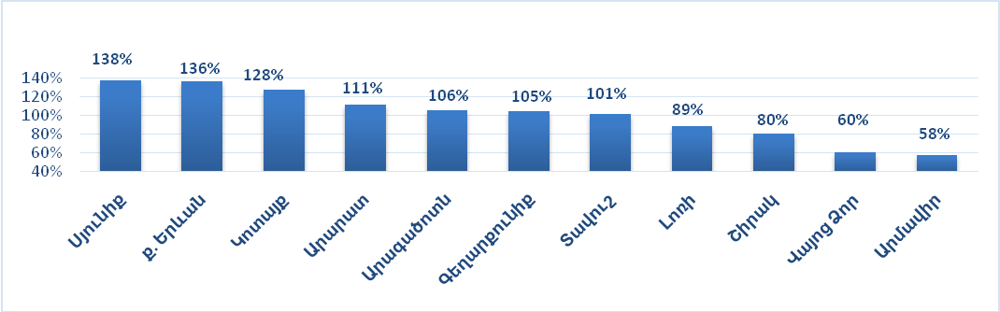 138%
136%
128%
111%
106%
105%
101%
89%
80%
60%
58%
140%
120%
100%
80%
60%
40%
Սյունիք
ք. Երևան
Կոտայք
Արարատ
Արագածոտն
Գեղարքունիք
Տավուշ
Լոռի
Շիրակ
Վայոց Ձոր
Արմավիր